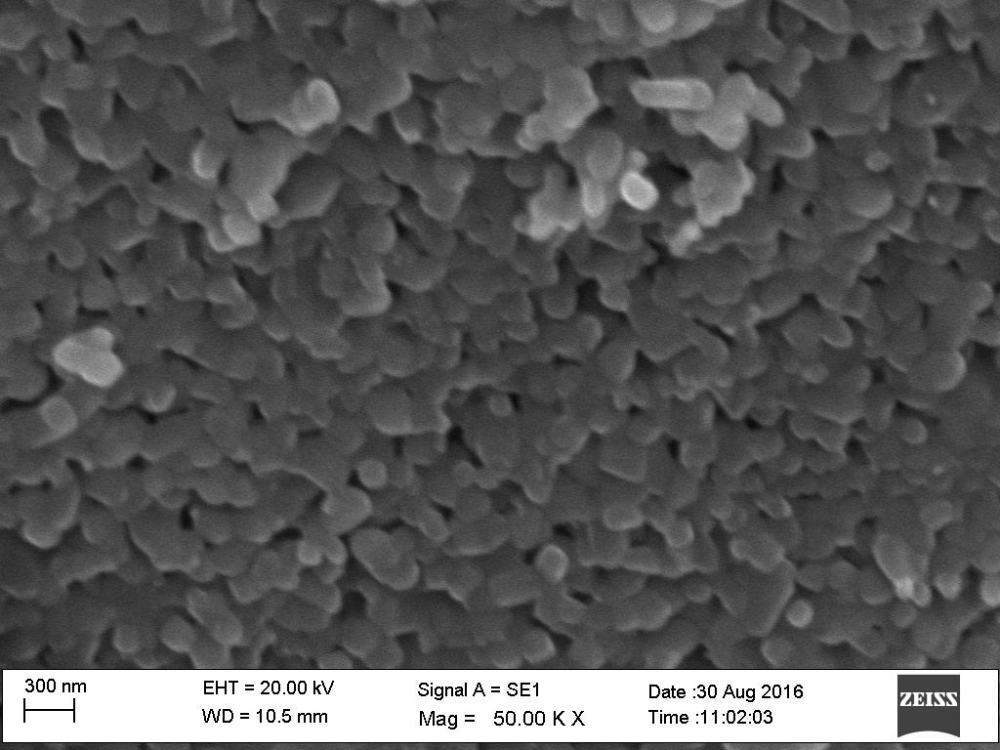 300 nm
EHT = 20.00 kV
WD = 10.5 mm
Signal A = SE1
Mag = 50.00 K X
Date :30 Aug 2016
Time :11:02:03
ZEISS